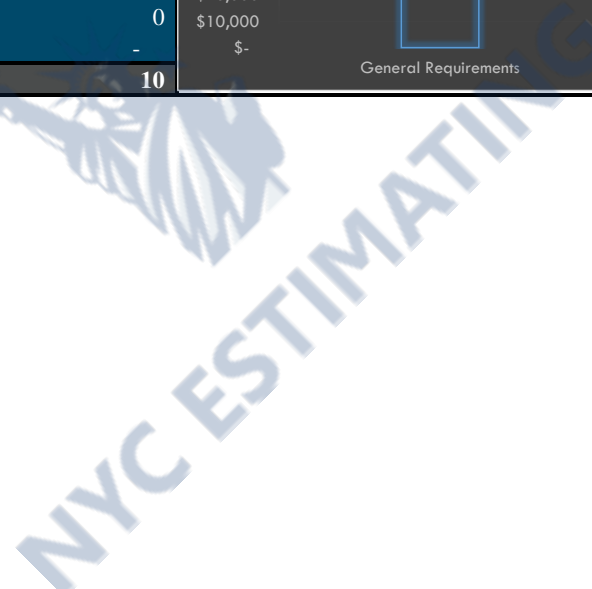 0
$10,000
-
$-
General Requirements
10
NYC ESTIMATING